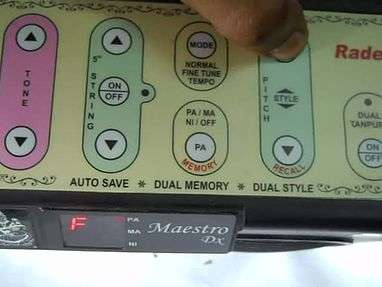 TONE
5th
STRING
ON
OFF
MODE
NORMAL
FINE TUNE
TEMPO
PA / MA
NI / OFF
PA
MEMORY
PITCH
STYLE
RECALL
Rade
DUAL
TANPU
ON
OFF
AUTO SAVE * DUAL MEMORY * DUAL STYLE
F
PA
MA
NI
Maestro
Dx